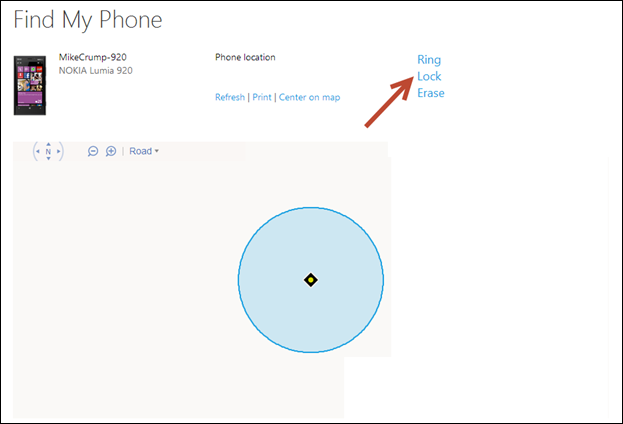 Find My Phone
MikeCrump-920
NOKIA Lumia 920
Phone location
Refresh | Print | Center on map
Ring
Lock
Erase
N
Road